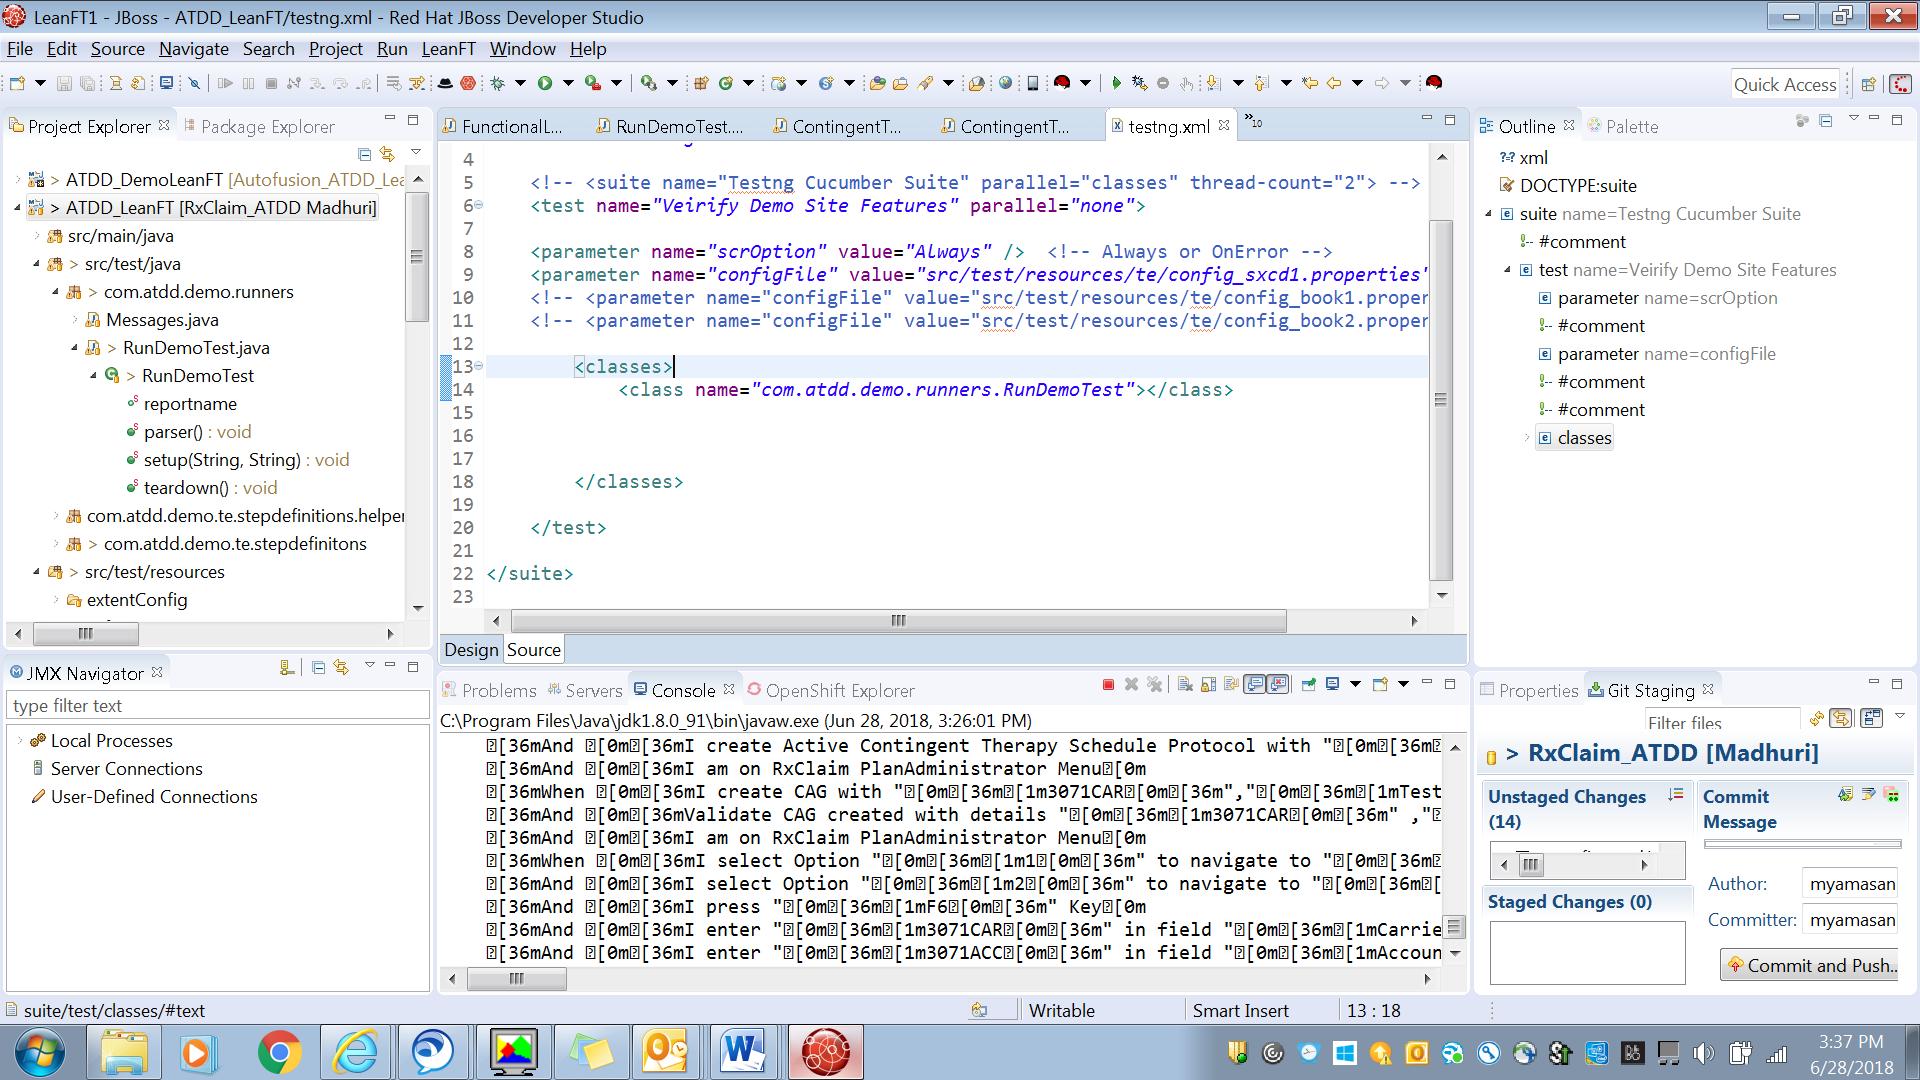 LeanFT1 - JBoss - ATDD_LeanFT/testng.xml - Red Hat JBoss Developer Studio
File Edit Source Navigate Search Project Run LeanFT Window Help
Quick Access
Project Explorer
Package Explorer
> ATDD_DemoLeanFT [Autofusion_ATDD_Lea
> ATDD_LeanFT [RxClaim_ATDD Madhuri]
src/main/java
> src/test/java
> com.atdd.demo.runners
Messages.java
> RunDemoTest.java
> RunDemoTest
reportname
parser() : void
setup(String, String) : void
teardown() : void
com.atdd.demo.te.stepdefinitions.helper
> com.atdd.demo.te.stepdefinitons
> src/test/resources
extentConfig
JMX Navigator
type filter text
Local Processes
Server Connections
User-Defined Connections
FunctionalL...
RunDemoTest....
ContingentT...
ContingentT...
testng.xml
»10
4
5 <!-- <suite name="Testng Cucumber Suite" parallel="classes" thread-count="2"> -->
6 <test name="Veirify Demo Site Features" parallel="none">
7
8 <parameter name="scrOption" value="Always" /> <!-- Always or OnError -->
9 <parameter name="configFile" value="src/test/resources/te/config_sxcd1.properties"
10 <!-- <parameter name="configFile" value="src/test/resources/te/config_book1.proper
11 <!-- <parameter name="configFile" value="src/test/resources/te/config_book2.proper
12
13 <classes>
14 <class name="com.atdd.demo.runners.RunDemoTest"></class>
15
16
17
18 </classes>
19
20 </test>
21
22 </suite>
23
Design Source
Problems
Servers
Console
OpenShift Explorer
C:\Program Files\Java\jdk1.8.0_91\bin\javaw.exe (Jun 28, 2018, 3:26:01 PM)
[36mAnd [0m[36mI create Active Contingent Therapy Schedule Protocol with "[0m[36m
[36mAnd [0m[36mI am on RxClaim PlanAdministrator Menu[0m
[36mWhen [0m[36mI create CAG with "[0m[36m[1m3071CAR[0m[36m","[0m[36m[1mTest
[36mAnd [0m[36mValidate CAG created with details "[0m[36m[1m3071CAR[0m[36m" ,"
[36mAnd [0m[36mI am on RxClaim PlanAdministrator Menu[0m
[36mWhen [0m[36mI select Option "[0m[36m[1m1[0m[36m" to navigate to "[0m[36m
[36mAnd [0m[36mI select Option "[0m[36m[1m2[0m[36m" to navigate to "[0m[36m[
[36mAnd [0m[36mI press "[0m[36m[1mF6[0m[36m" Key[0m
[36mAnd [0m[36mI enter "[0m[36m[1m3071CAR[0m[36m" in field "[0m[36m[1mCarrie
[36mAnd [0m[36mI enter "[0m[36m[1m3071ACC[0m[36m" in field "[0m[36m[1mAccoun
Outline
Palette
xml
DOCTYPE:suite
suite name=Testng Cucumber Suite
#comment
test name=Veirify Demo Site Features
parameter name=scrOption
#comment
parameter name=configFile
#comment
#comment
classes
Properties
Git Staging
Filter files
> RxClaim_ATDD [Madhuri]
Unstaged Changes (14)
Staged Changes (0)
Commit Message
Author: myamasan
Committer: myamasan
Commit and Push...
suite/test/classes/#text
Writable
Smart Insert
13 : 18
3:37 PM
6/28/2018